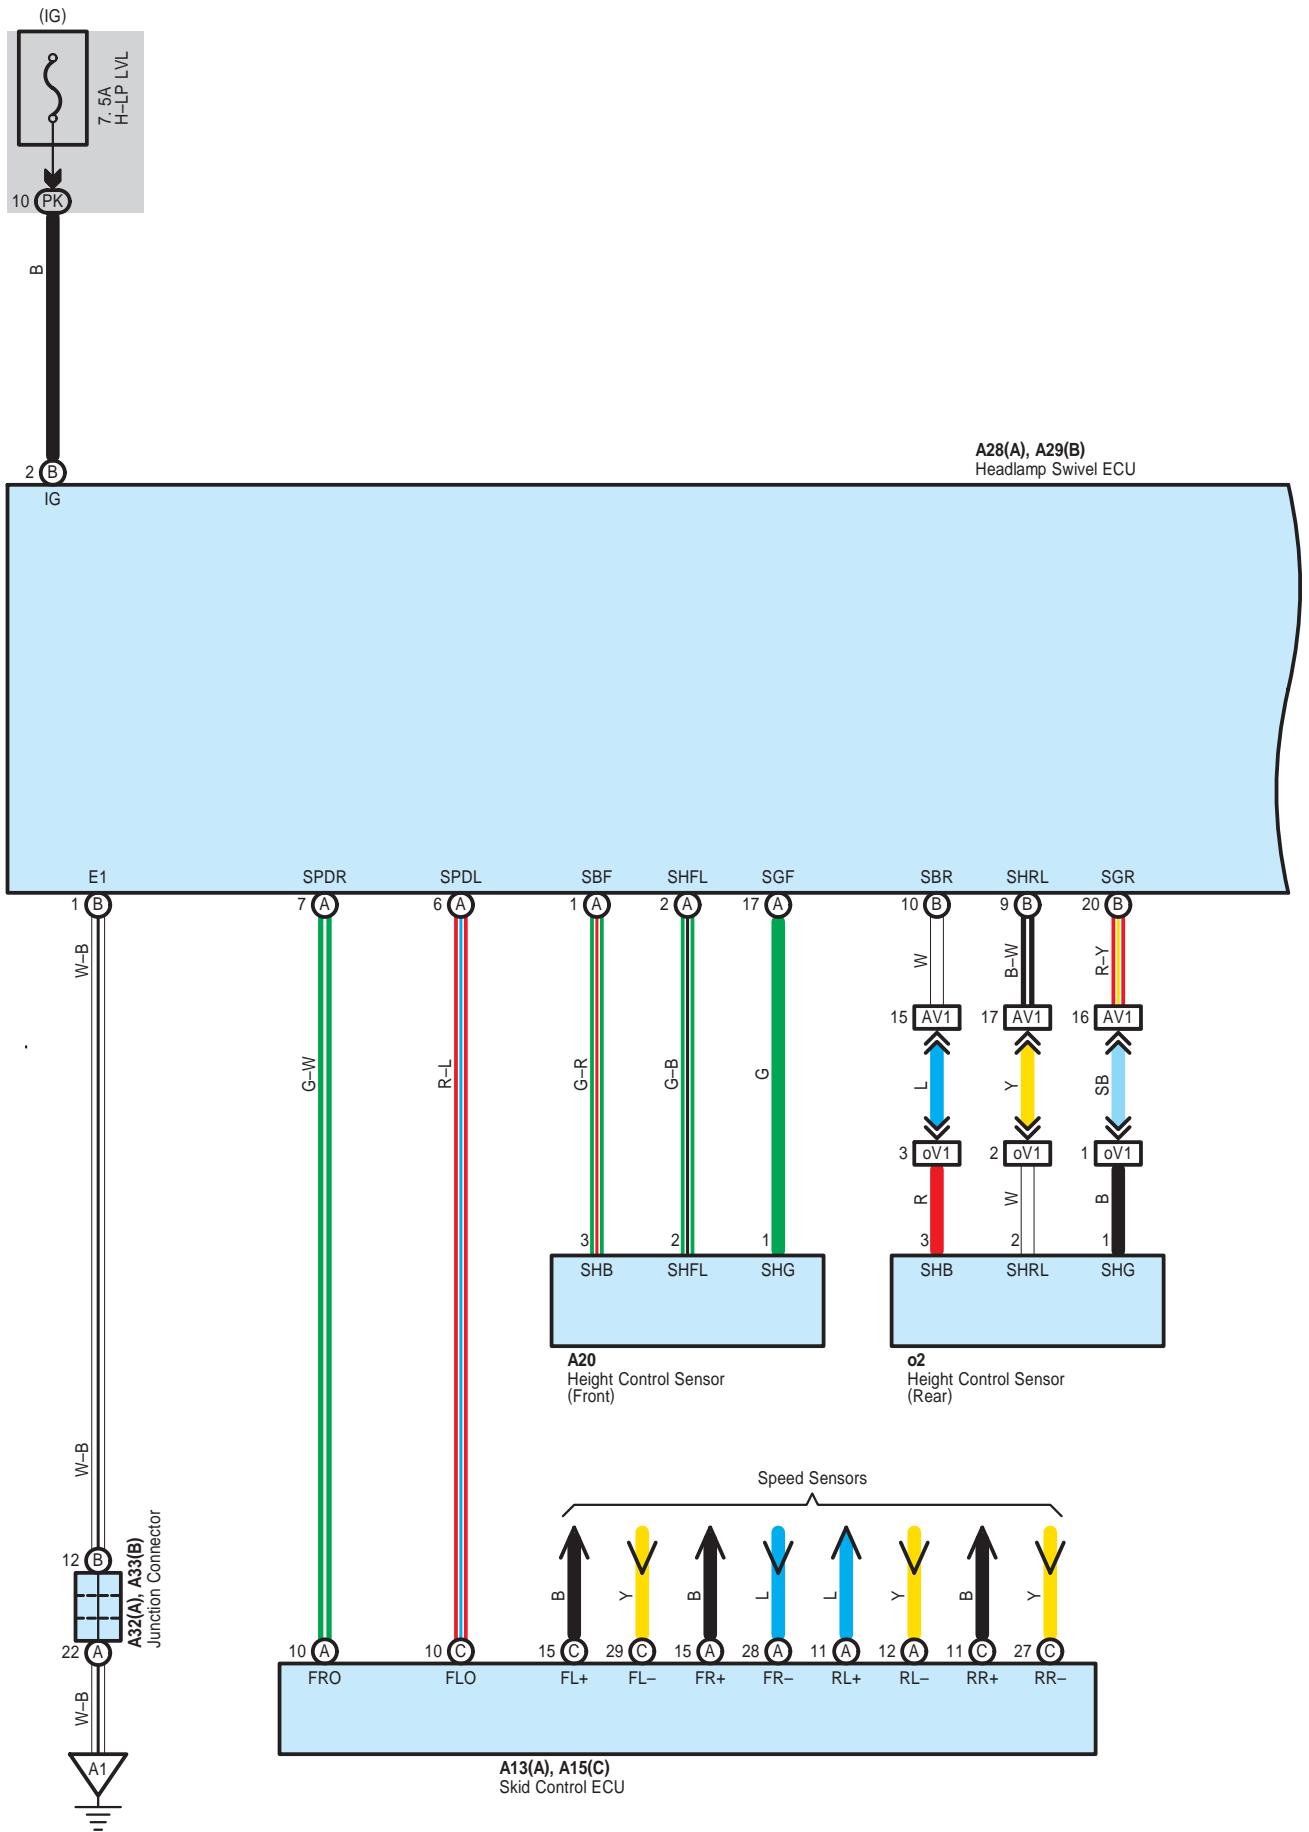 (IG)
7. 5A
H–LP LVL
10 PK
B
2 B
IG
A28(A), A29(B)
Headlamp Swivel ECU
E1 SPDR SPDL SBF SHFL SGF SBR SHRL SGR
1 B 7 A 6 A 1 A 2 A 17 A 10 B 9 B 20 B
W–B
W
B–W
R–Y
15 AV1 17 AV1 16 AV1
G–W
R–L
G–R
G–B
G
L
Y
SB
3 oV1 2 oV1 1 oV1
R
W
B
3 2 1 3 2 1
SHB SHFL SHG SHB SHRL SHG
A20
Height Control Sensor
(Front)
o2
Height Control Sensor
(Rear)
W–B
Speed Sensors
12 B
A32(A), A33(B)
Junction Connector
22 A
B
Y
B
L
L
Y
B
Y
10 A 10 C 15 C 29 C 15 A 28 A 11 A 12 A 11 C 27 C
FRO FLO FL+ FL– FR+ FR– RL+ RL– RR+ RR–
W–B
A1
A13(A), A15(C)
Skid Control ECU